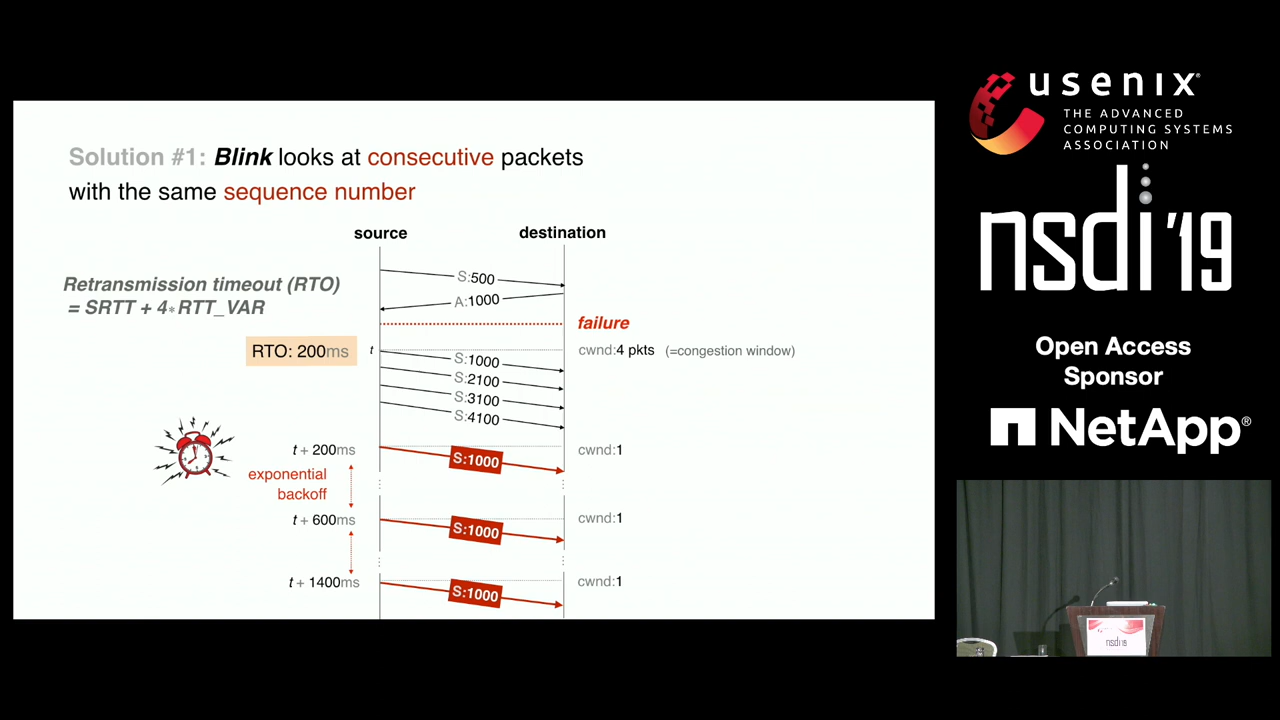 Solution #1: Blink looks at consecutive packets
with the same sequence number
source
destination
Retransmission timeout (RTO)
= SRTT + 4*RTT_VAR
S:500
A:1000
failure
RTO: 200ms
t
cwnd:4 pkts (=congestion window)
S:1000
S:2100
S:3100
S:4100
t + 200ms
S:1000
cwnd:1
exponential
backoff
t + 600ms
S:1000
cwnd:1
t + 1400ms
S:1000
cwnd:1
usenix®
THE ADVANCED
COMPUTING SYSTEMS
ASSOCIATION
nsdi '19
Open Access
Sponsor
NetApp®
nsdi'19